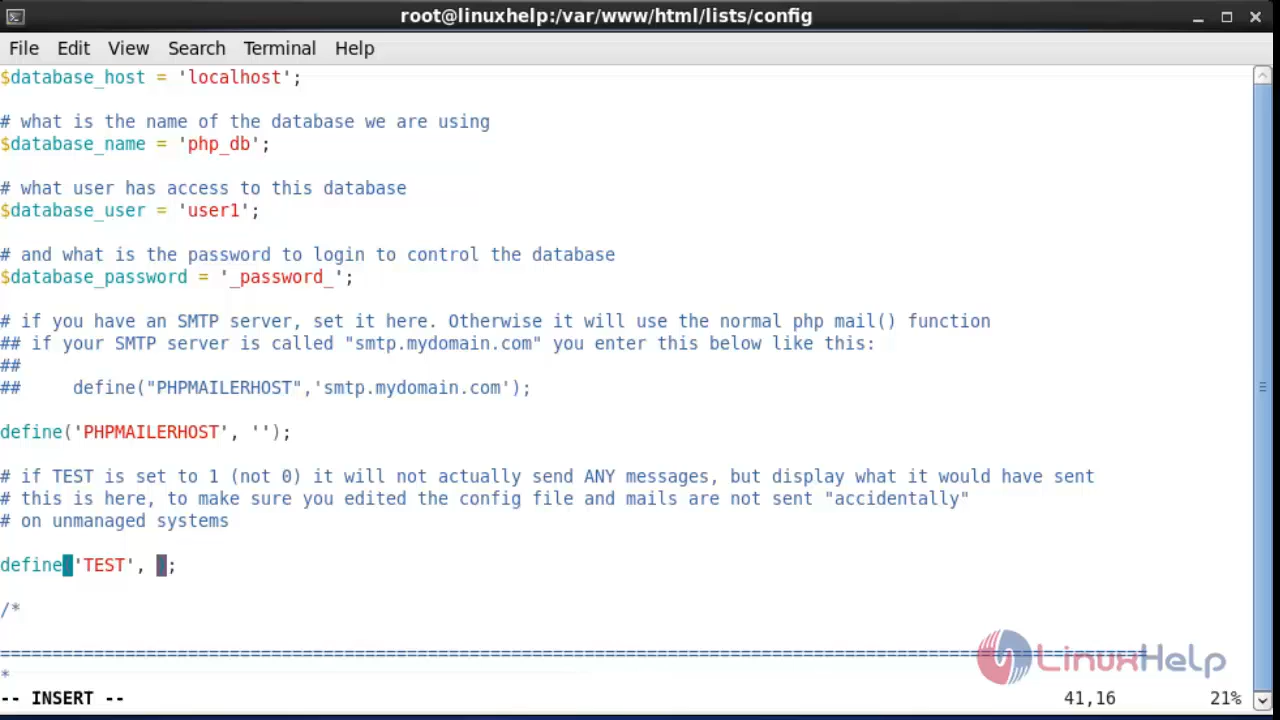 root@linuxhelp:/var/www/html/lists/config
File Edit View Search Terminal Help
$database_host = 'localhost';
# what is the name of the database we are using
$database_name = 'php_db';
# what user has access to this database
$database_user = 'user1';
# and what is the password to login to control the database
$database_password = '_password_';
# if you have an SMTP server, set it here. Otherwise it will use the normal php mail() function
## if your SMTP server is called "smtp.mydomain.com" you enter this below like this:
##
##     define("PHPMAILERHOST",'smtp.mydomain.com');
define('PHPMAILERHOST', '');
# if TEST is set to 1 (not 0) it will not actually send ANY messages, but display what it would have sent
# this is here, to make sure you edited the config file and mails are not sent "accidentally"
# on unmanaged systems
define('TEST', );
/*
==============================================================================================================
*
-- INSERT --
41,16
21%
LinuxHelp